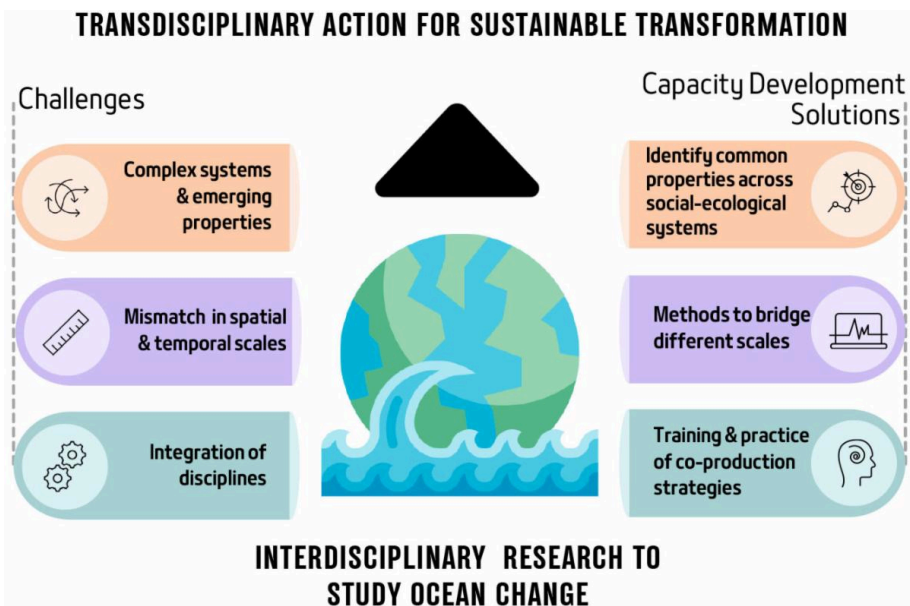 TRANSDISCIPLINARY ACTION FOR SUSTAINABLE TRANSFORMATION
Challenges
Complex systems
& emerging
properties
Mismatch in spatial
& temporal scales
Integration of
disciplines
Capacity Development
Solutions
Identify common
properties across
social-ecological
systems
Methods to bridge
different scales
Training & practice
of co-production
strategies
INTERDISCIPLINARY RESEARCH TO
STUDY OCEAN CHANGE